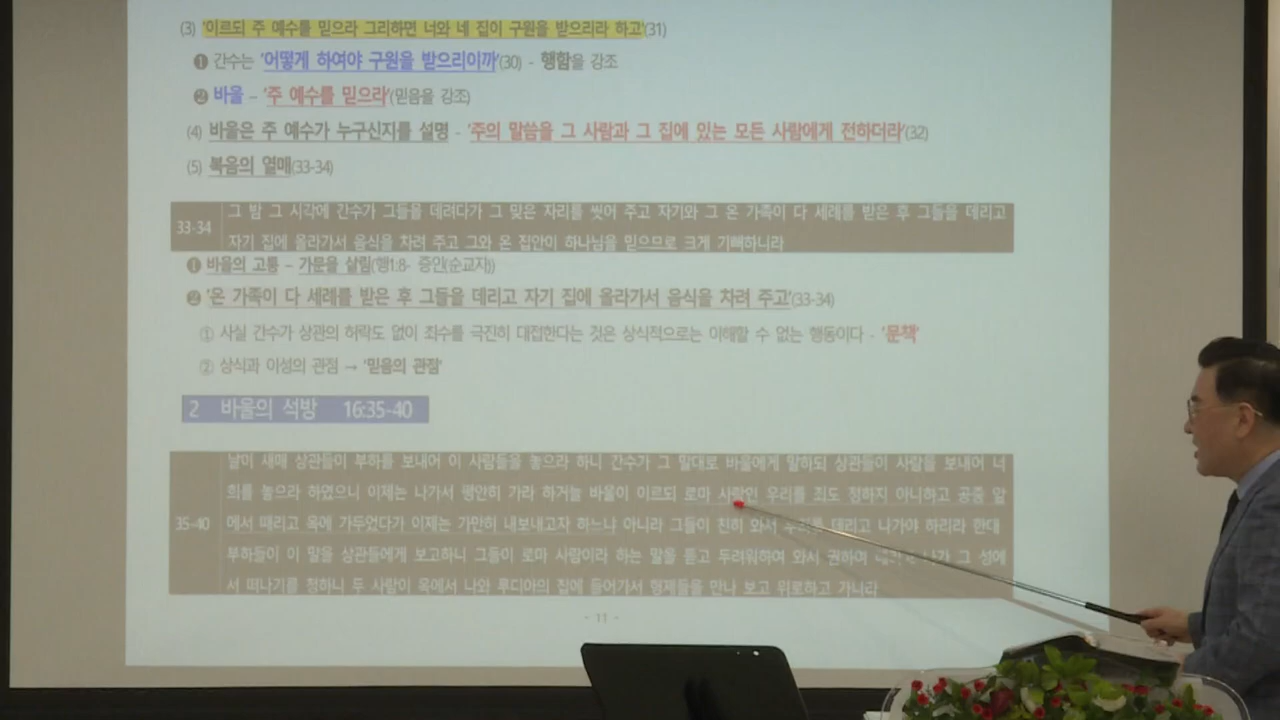 (3) '이르되 주 예수를 믿으라 그리하면 너와 네 집이 구원을 받으리라 하고'(31)
❶ 간수는 '어떻게 하여야 구원을 받으리이까'(30) - 행함을 강조
❷ 바울 - '주 예수를 믿으라'(믿음을 강조)
(4) 바울은 주 예수가 누구신지를 설명 - '주의 말씀을 그 사람과 그 집에 있는 모든 사람에게 전하더라'(32)
(5) 복음의 열매(33-34)
33-34
그 밤 그 시각에 간수가 그들을 데려다가 그 맞은 자리를 씻어 주고 자기와 그 온 가족이 다 세례를 받은 후 그들을 데리고
자기 집에 올라가서 음식을 차려 주고 그와 온 집안이 하나님을 믿으므로 크게 기뻐하니라
❶ 바울의 고통 - 가문을 살림(행1:8- 증인(순교자))
❷ '온 가족이 다 세례를 받은 후 그들을 데리고 자기 집에 올라가서 음식을 차려 주고'(33-34)
① 사실 간수가 상관의 허락도 없이 죄수를 극진히 대접한다는 것은 상식적으로는 이해할 수 없는 행동이다 - '문책'
② 상식과 이성의 관점 → '믿음의 관점'
2 바울의 석방 16:35-40
35-40
날이 새매 상관들이 부하를 보내어 이 사람들을 놓으라 하니 간수가 그 말대로 바울에게 말하되 상관들이 사람을 보내어 너
희를 놓으라 하였으니 이제는 나가서 평안히 가라 하거늘 바울이 이르되 로마 사람인 우리를 죄도 정하지 아니하고 공중 앞
에서 때리고 옥에 가두었다가 이제는 가만히 내보내고자 하느냐 아니라 그들이 친히 와서 우리를 데리고 나가야 하리라 한대
부하들이 이 말을 상관들에게 보고하니 그들이 로마 사람이라 하는 말을 듣고 두려워하여 와서 권하여 나가 그 성에
서 떠나기를 청하니 두 사람이 옥에서 나와 루디아의 집에 들어가서 형제들을 만나 보고 위로하고 가니라
- 11 -